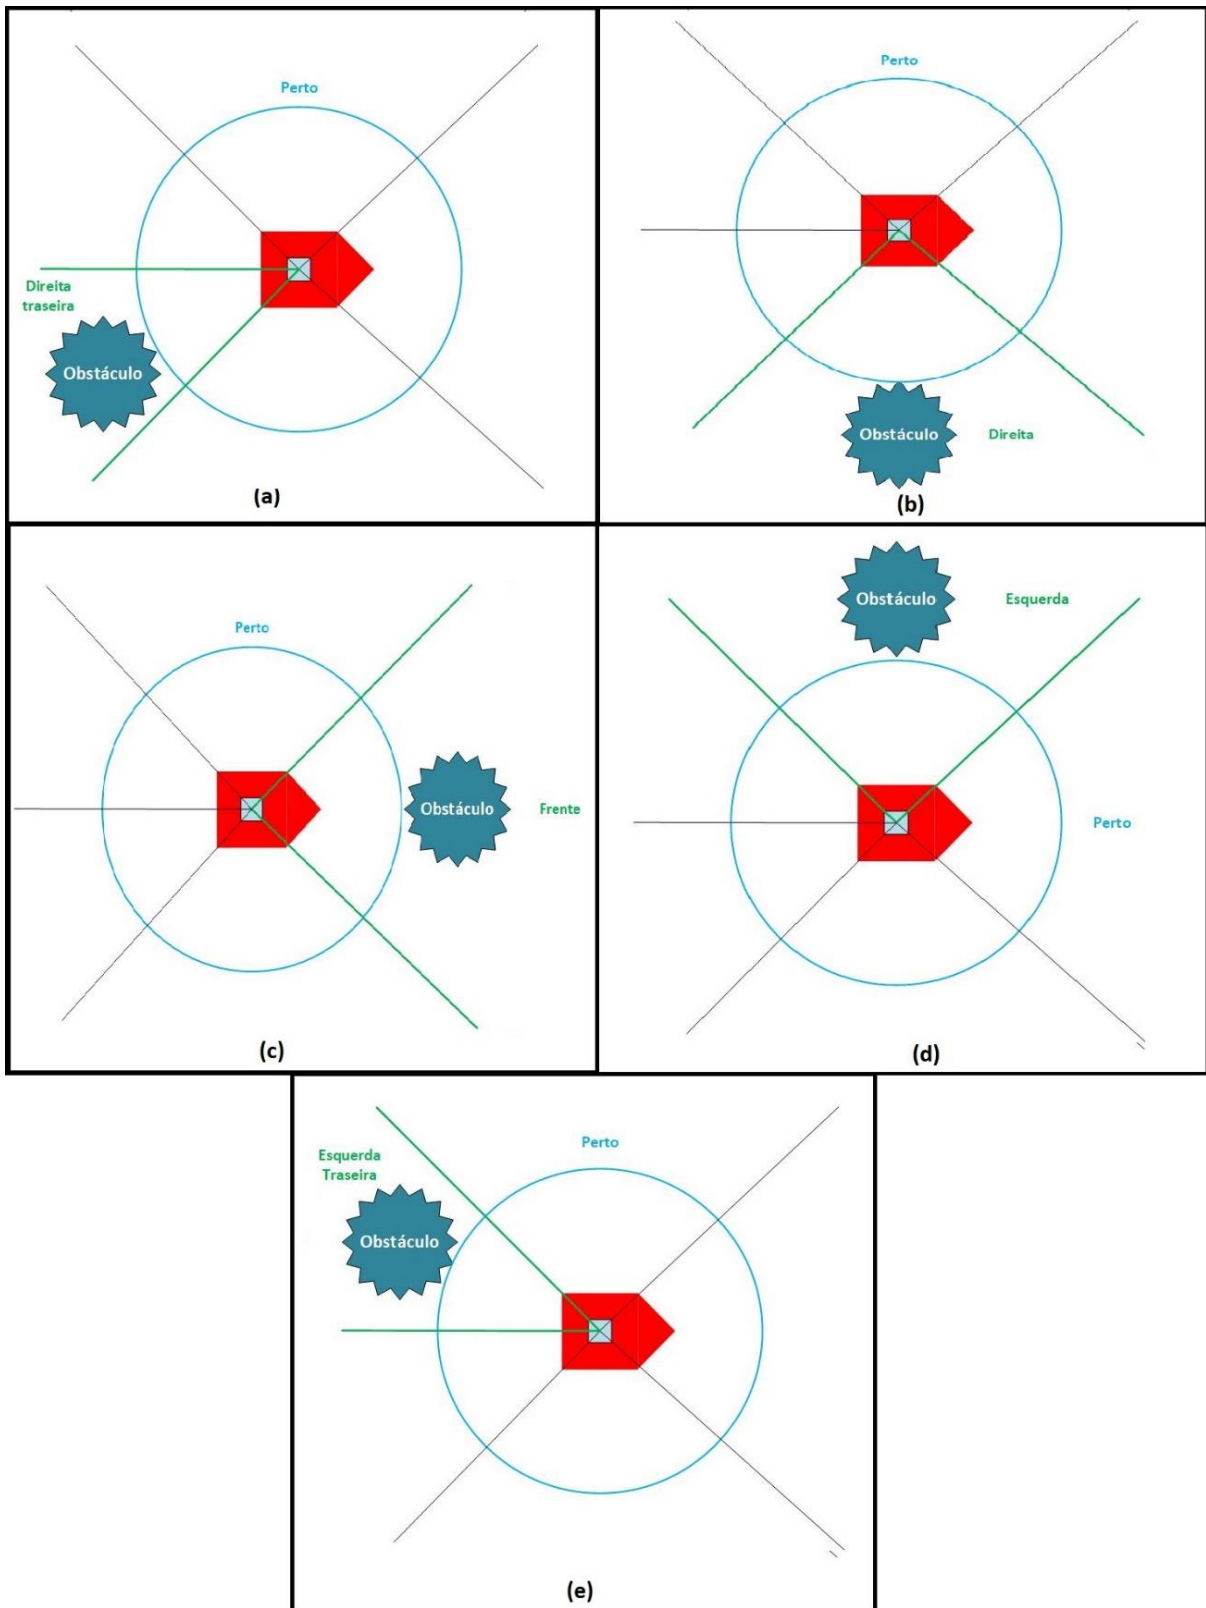 Perto
Direita
traseira
Obstáculo
(a)
Perto
Obstáculo
Direita
(b)
Perto
Obstáculo
Frente
(c)
Obstáculo
Esquerda
Perto
(d)
Perto
Esquerda
Traseira
Obstáculo
(e)